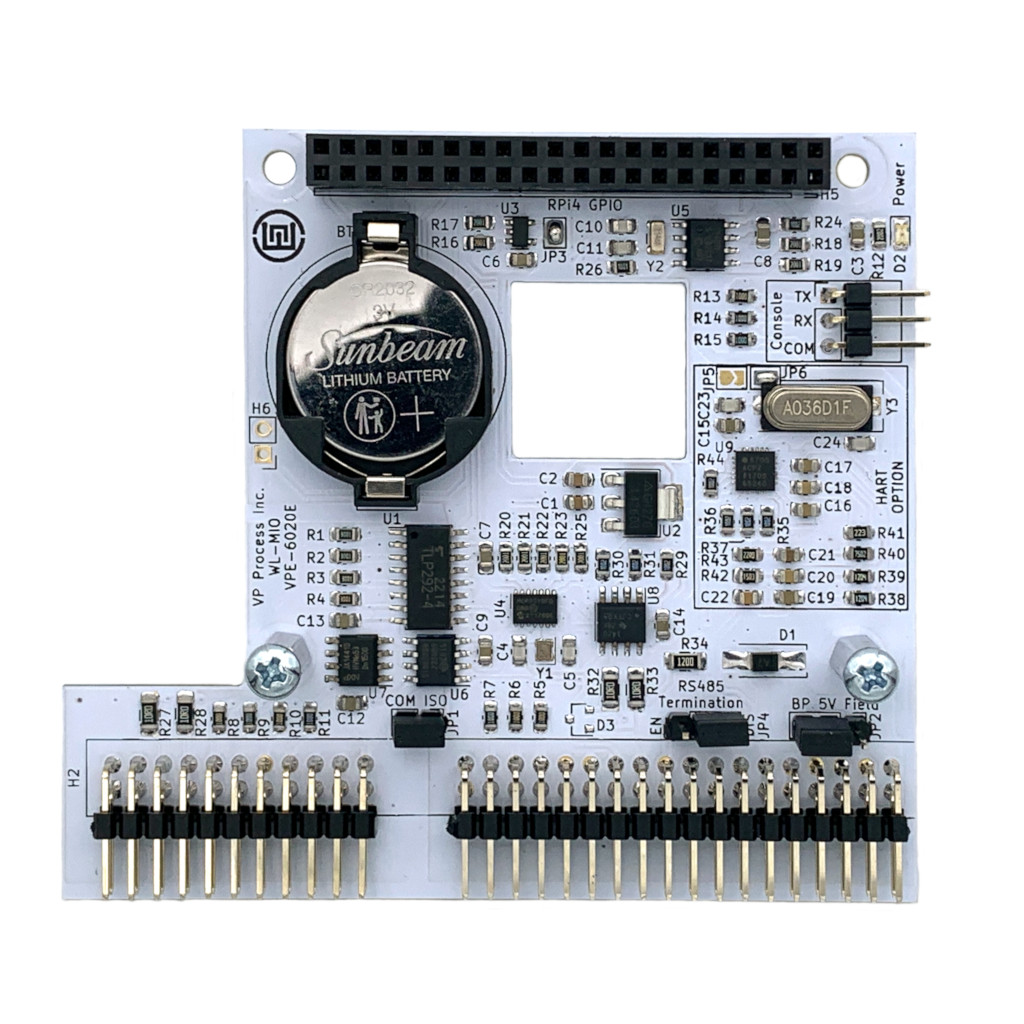 H5
Power
RPi4 GPIO
R17
R16
U3
C6
JP3
C10
C11
R26
Y2
U5
C8
R24
R18
R19
C3
R12
D2
BT
CR2032
3V
Sunbeam
LITHIUM BATTERY
+
R13
R14
R15
Console
TX
RX
COM
JP5
JP6
A036D1F
Y3
C23
C15
C24
U9
R44
C17
C18
C16
HART
OPTION
R36
R35
H6
VP Process Inc.
WL-MIO
VPE-6020E
C2
C1
U2
U1
2214
TLP292-4
R1
R2
R3
R4
C13
C7
R20
R21
R22
R23
R25
R30
R31
R29
R37
R43
R42
C22
C21
C20
C19
R41
R40
R39
R38
U4
U8
C9
C4
Y1
C5
C14
R34
1200
D1
U7
U6
C12
COM ISO
JP1
R27
R28
R8
R9
R10
R11
R7
R6
R5
R32
R33
D3
RS485
Termination
EN
DIS
JP4
BP 5V Field
JP2
H2